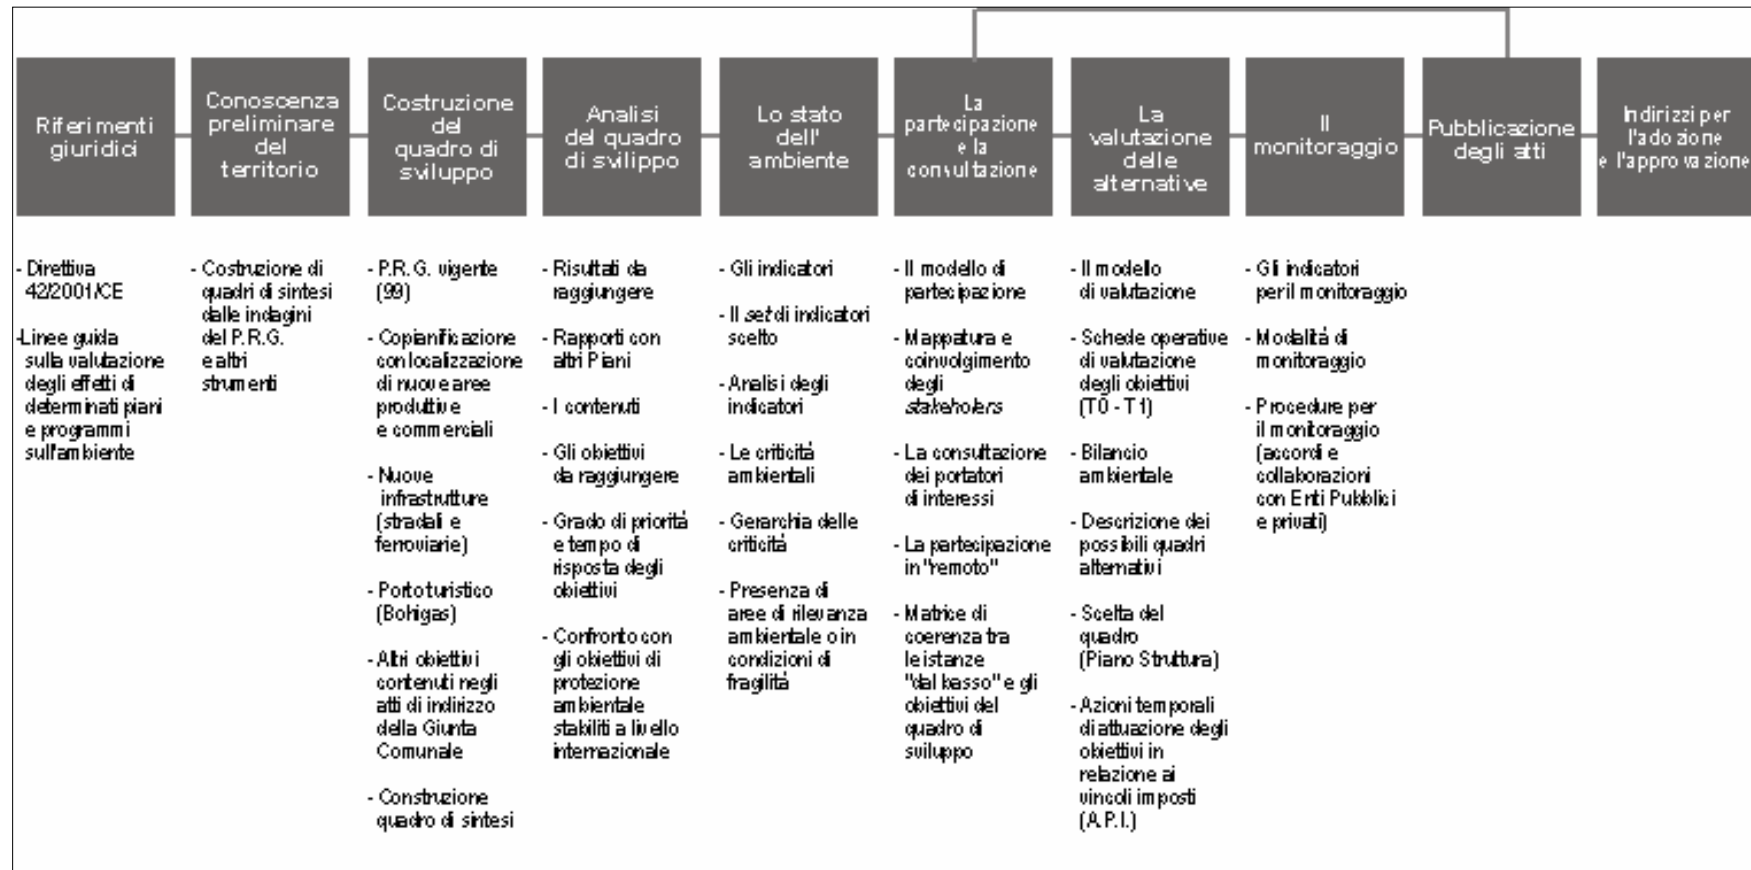 Riferimenti
giuridici
Conoscenza
preliminare
del
territorio
Costruzione
del
quadro di
sviluppo
Analisi
del quadro
di svilippo
Lo stato
dell'
ambiente
La
partecipazione
e la
convultazione
La
valutazione
delle
alternative
Il
monitoraggio
Pubblicazione
degli atti
Indirizzi per
l'adozione
e l'approvazione
- Direttiva
42/2001/CE
-Linee guida
sulla valutazione
degli effetti di
determinati piani
e programmi
sull'ambiente
- Costruzione di
quadri di sintesi
dalle indagini
del P.R.G.
e altri
strumenti
- P.R.G. vigente
(99)
- Copianificazione
con localizzazione
di nuove aree
produttive
e commerciali
- Nuove
infrastrutture
(stradali e
ferroviarie)
- Porto turistico
(Bohigas)
- Altri obiettivi
contenuti negli
atti di indirizzo
della Giunta
Comunale
- Construzione
quadro di sintesi
- Risultati da
raggiungere
- Rapporti con
altri Piani
- I contenuti
- Gli obiettivi
da raggiungere
- Grado di priorità
e tempo di
risposta degli
obiettivi
- Confronto con
gli obiettivi di
protezione
ambientale
stabiliti a livello
internazionale
- Gli indicatori
- Il set di indicatori
scelto
- Analisi degli
indicatori
- Le criticità
ambientali
- Gerarchia delle
criticità
- Presenza di
aree di rilevanza
ambientale o in
condizioni di
fragilità
- Il modello di
partecipazione
- Mappatura e
coinvolgimento
degli
stakeholers
- La consultazione
dei portatori
di interessi
- La partecipazione
in "remoto"
- Matrice di
coerenza tra
le istanze
"dal basso" e gli
obiettivi del
quadro di
sviluppo
- Il modello
di valutazione
- Schede operative
di valutazione
degli obiettivi
(T0 - T1)
- Bilancio
ambientale
- Descrizione dei
possibili quadri
alternativi
- Scelta del
quadro
(Piano Struttura)
- Azioni temporali
di attuazione degli
obiettivi in
relazione ai
vincoli imposti
(A.P.I.)
- Gli indicatori
per il monitoraggio
- Modalità di
monitoraggio
- Procedure per
il monitoraggio
(accordi e
collaborazioni
con Enti Pubblici
e privati)